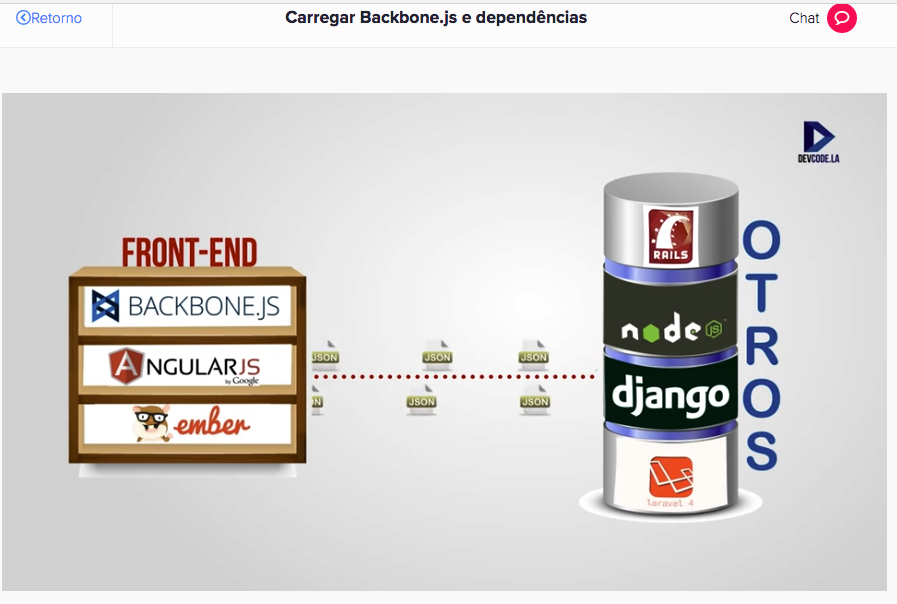 Retorno
Carregar Backbone.js e dependências
Chat
DEVCODE.LA
FRONT-END
BACKBONE.JS
ANGULARJS
by Google
ember
JSON
JSON
JSON
JSON
JSON
RAILS
node
JS
django
laravel 4
OTROS